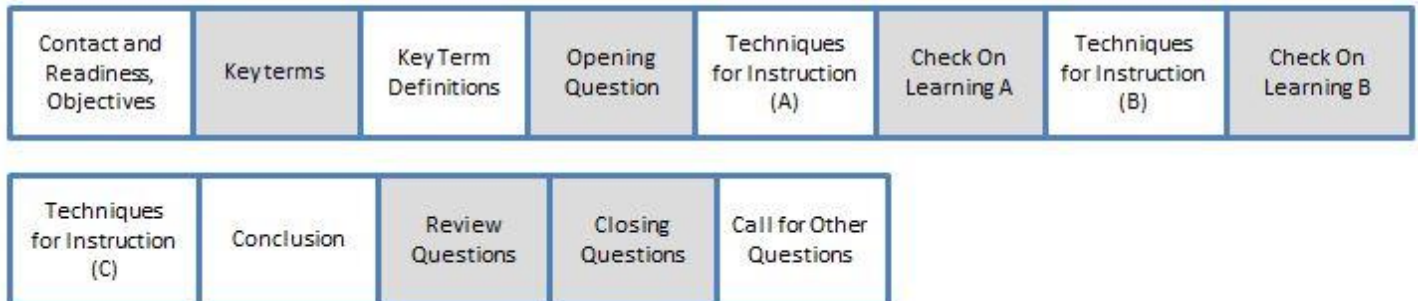 Contact and
Readiness,
Objectives
Key terms
Key Term
Definitions
Opening
Question
Techniques
for Instruction
(A)
Check On
Learning A
Techniques
for Instruction
(B)
Check On
Learning B
Techniques
for Instruction
(C)
Conclusion
Review
Questions
Closing
Questions
Call for Other
Questions